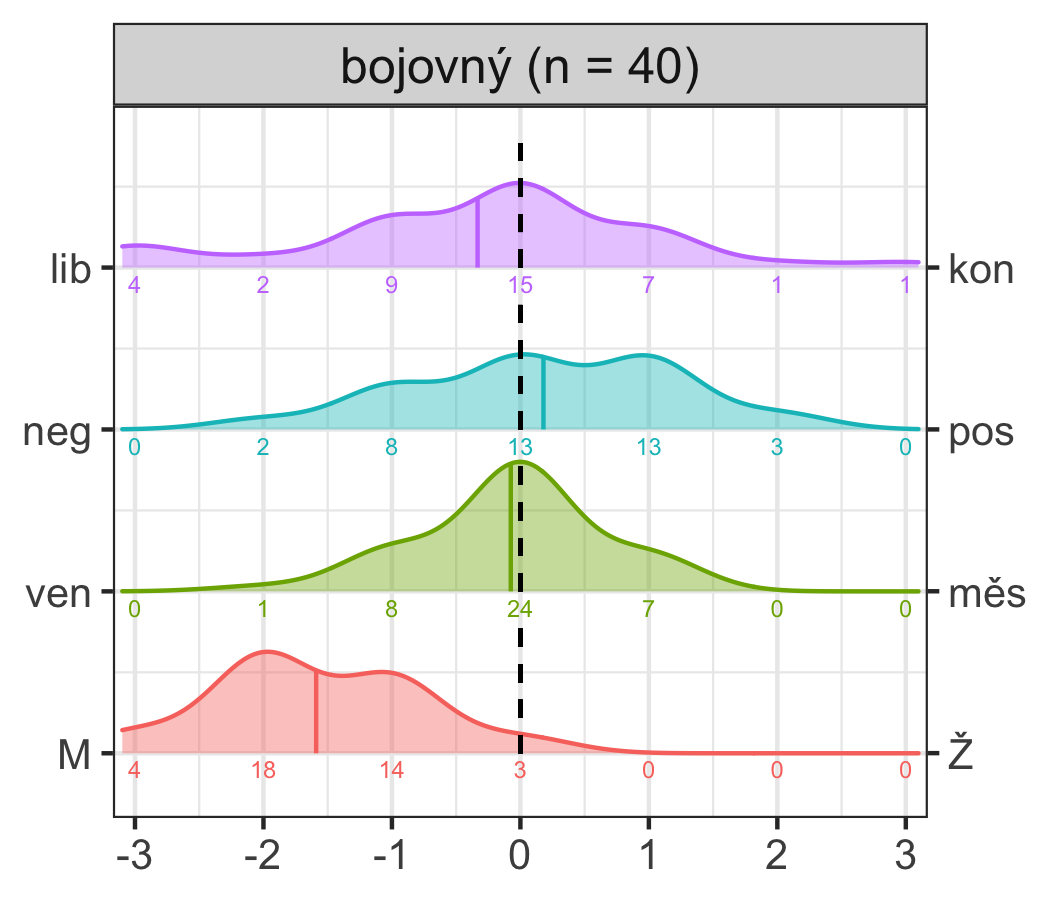 bojovný (n = 40)
lib kon
4 2 9 15 7 1 1
neg pos
0 2 8 13 13 3 0
ven měs
0 1 8 24 7 0 0
M Ž
4 18 14 3 0 0 0
-3 -2 -1 0 1 2 3